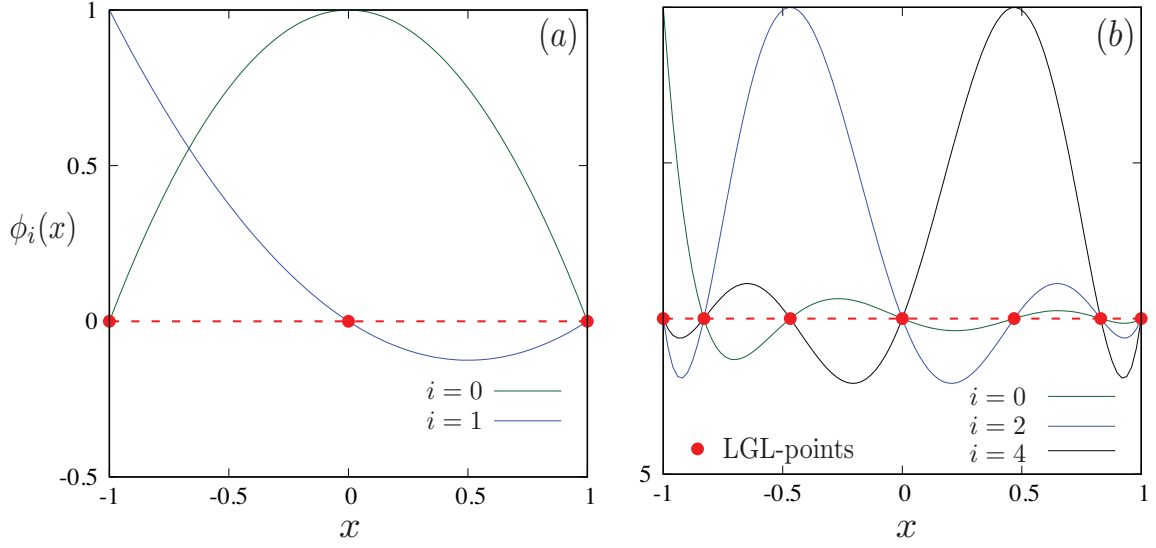 (a)
1
0.5
0
-0.5
ϕᵢ(x)
i = 0
i = 1
-1 -0.5 0 0.5 1
x
(b)
i = 0
i = 2
i = 4
LGL-points
5
-1 -0.5 0 0.5 1
x